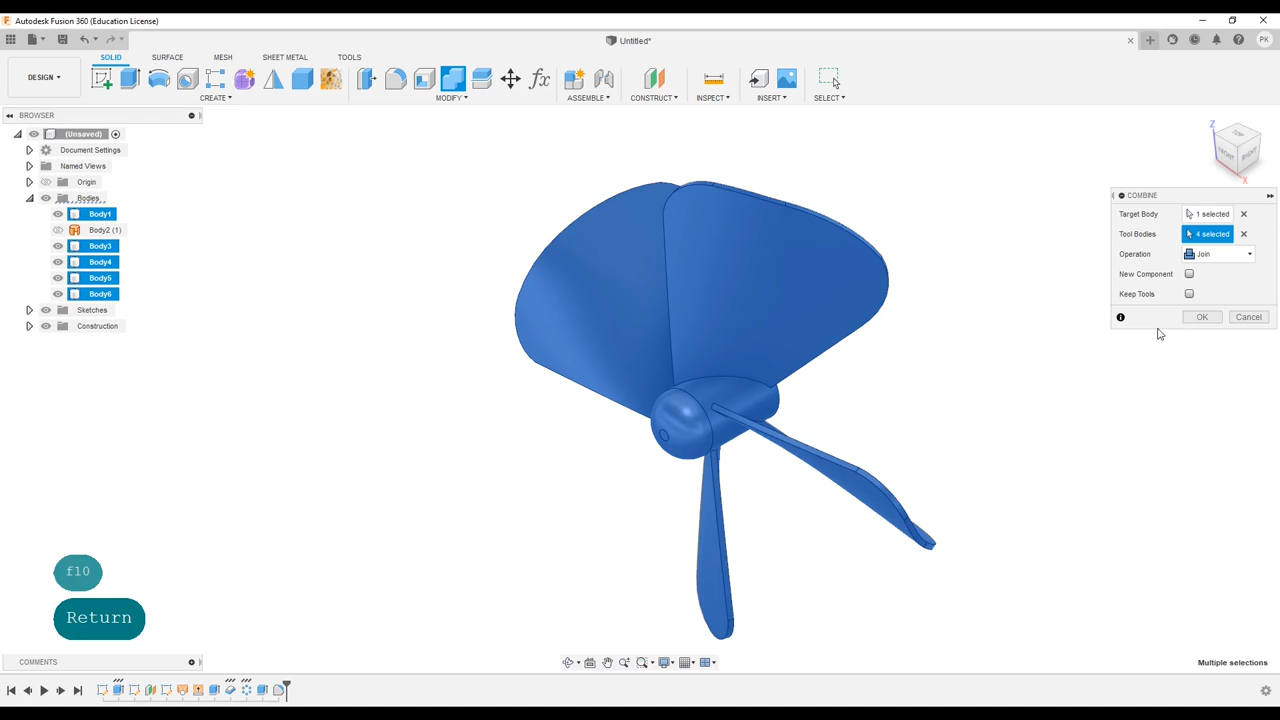 Autodesk Fusion 360 (Education License)
Untitled*
PK
DESIGN
SOLID SURFACE MESH SHEET METAL TOOLS
CREATE MODIFY ASSEMBLE CONSTRUCT INSPECT INSERT SELECT
BROWSER
(Unsaved)
Document Settings
Named Views
Origin
Bodies
Body1
Body2 (1)
Body3
Body4
Body5
Body6
Sketches
Construction
TOP
FRONT
RIGHT
Z
X
COMBINE
Target Body 1 selected
Tool Bodies 4 selected
Operation Join
New Component
Keep Tools
OK Cancel
f10
Return
COMMENTS
Multiple selections